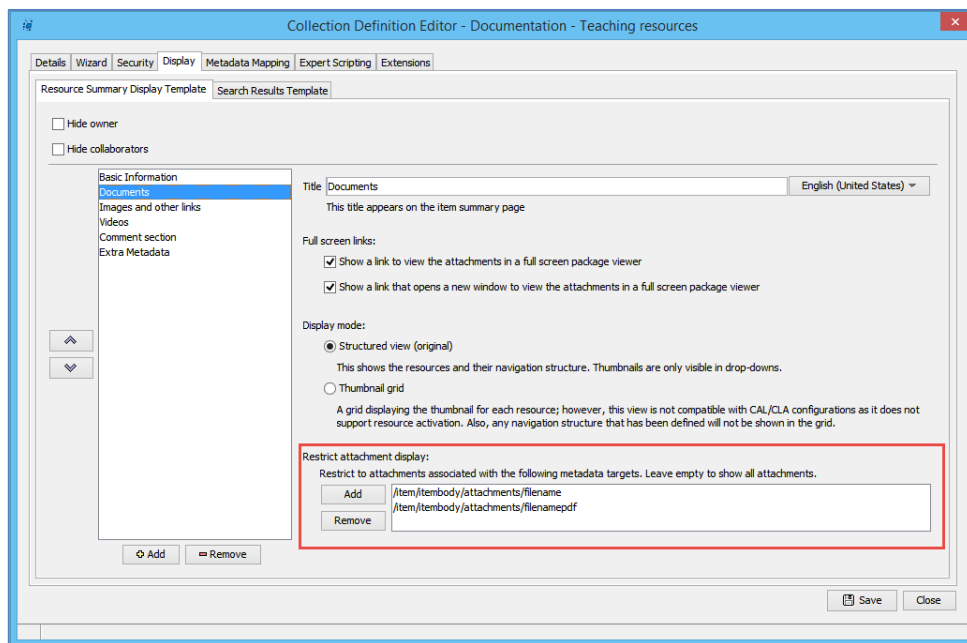 Collection Definition Editor - Documentation - Teaching resources
Details Wizard Security Display Metadata Mapping Expert Scripting Extensions
Resource Summary Display Template Search Results Template
Hide owner
Hide collaborators
Basic Information
Documents
Images and other links
Videos
Comment section
Extra Metadata
Add Remove
Title Documents English (United States)
This title appears on the item summary page
Full screen links:
Show a link to view the attachments in a full screen package viewer
Show a link that opens a new window to view the attachments in a full screen package viewer
Display mode:
Structured view (original)
This shows the resources and their navigation structure. Thumbnails are only visible in drop-downs.
Thumbnail grid
A grid displaying the thumbnail for each resource; however, this view is not compatible with CAL/CLA configurations as it does
support resource activation. Also, any navigation structure that has been defined will not be shown in the grid.
Restrict attachment display:
Restrict to attachments associated with the following metadata targets. Leave empty to show all attachments.
Add
Remove
/item/itembody/attachments/filename
/item/itembody/attachments/filenamepdf
Save Close